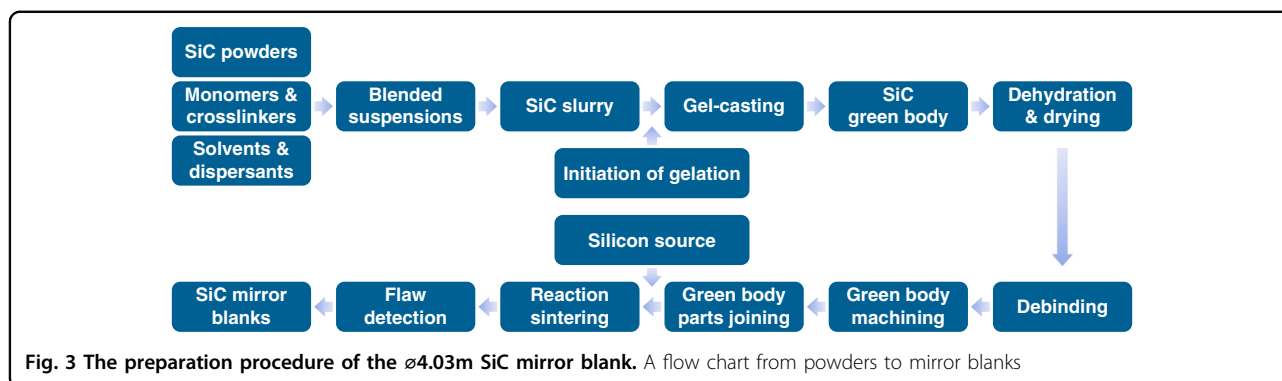 SiC powders
Monomers &
crosslinkers
Solvents &
dispersants
Blended
suspensions
SiC slurry
Initiation of gelation
Gel-casting
SiC
green body
Dehydration
& drying
Debinding
Green body
machining
Green body
parts joining
Silicon source
Reaction
sintering
Flaw
detection
SiC mirror
blanks
Fig. 3 The preparation procedure of the ⌀4.03m SiC mirror blank. A flow chart from powders to mirror blanks